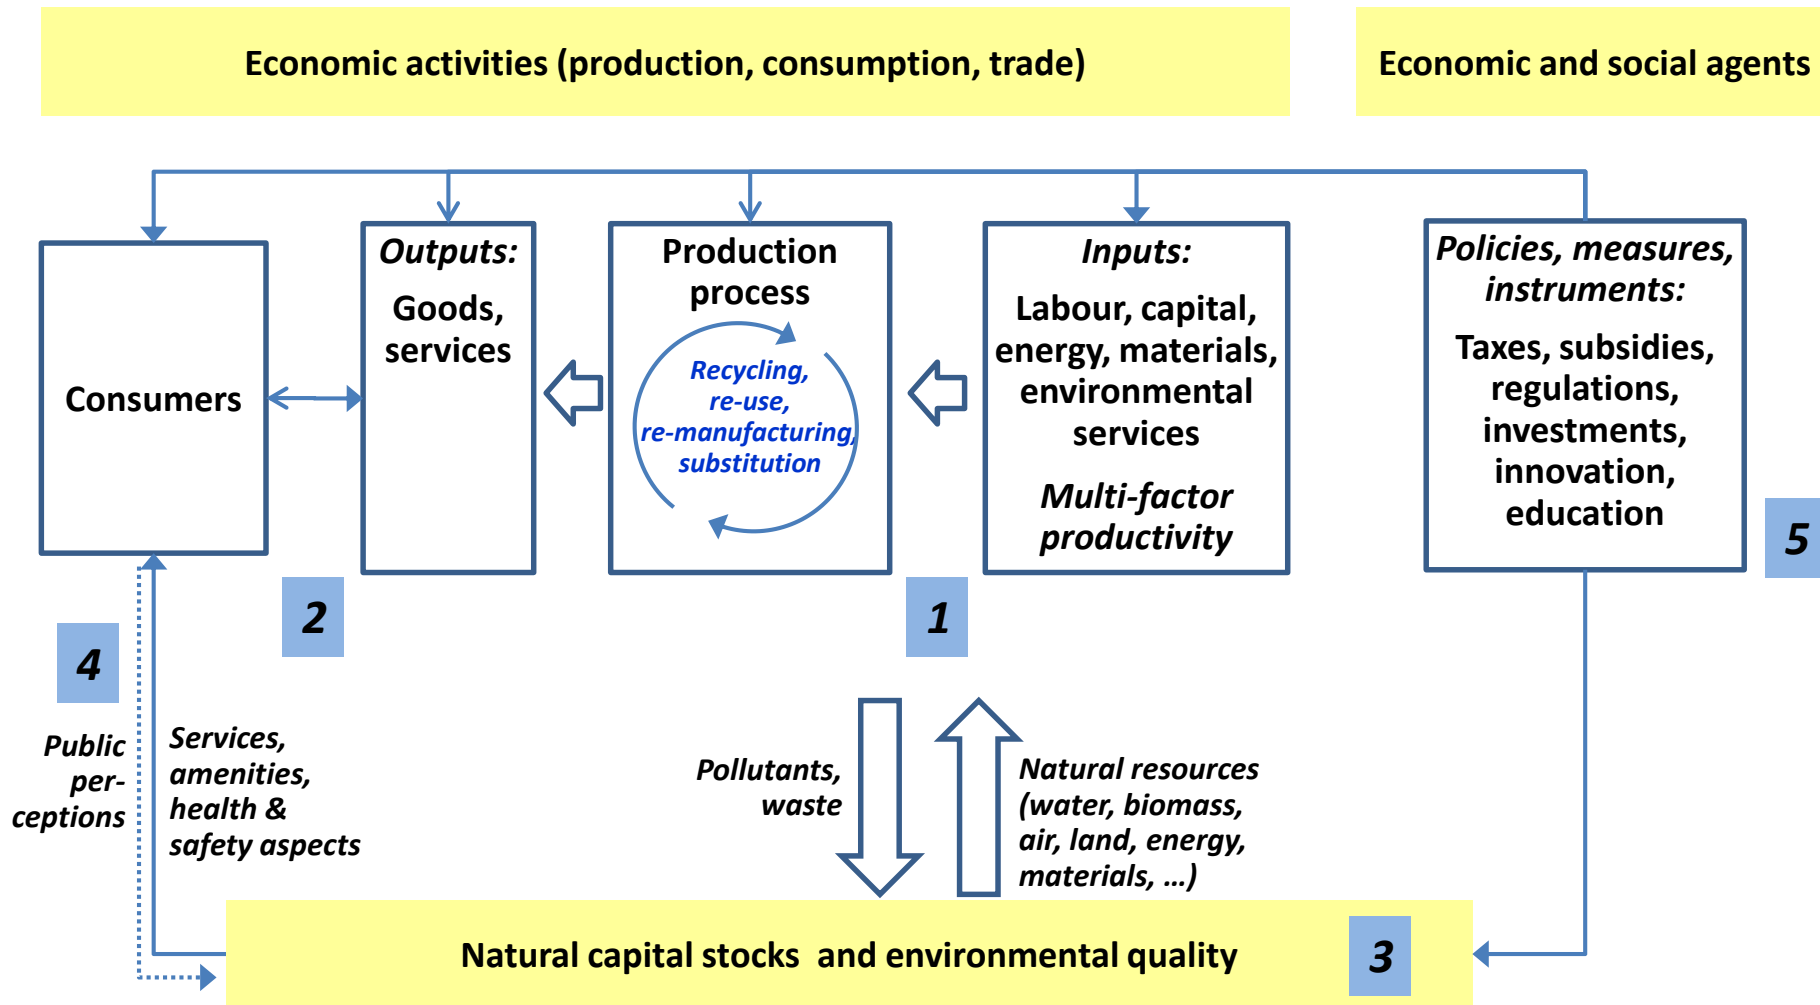 Economic activities (production, consumption, trade)
Economic and social agents
Consumers
Outputs:
Goods,
services
Production
process
Recycling,
re-use,
re-manufacturing,
substitution
Inputs:
Labour, capital,
energy, materials,
environmental
services
Multi-factor
productivity
Policies, measures,
instruments:
Taxes, subsidies,
regulations,
investments,
innovation,
education
5
2
1
4
Public
per-
ceptions
Services,
amenities,
health &
safety aspects
Pollutants,
waste
Natural resources
(water, biomass,
air, land, energy,
materials, …)
Natural capital stocks and environmental quality
3